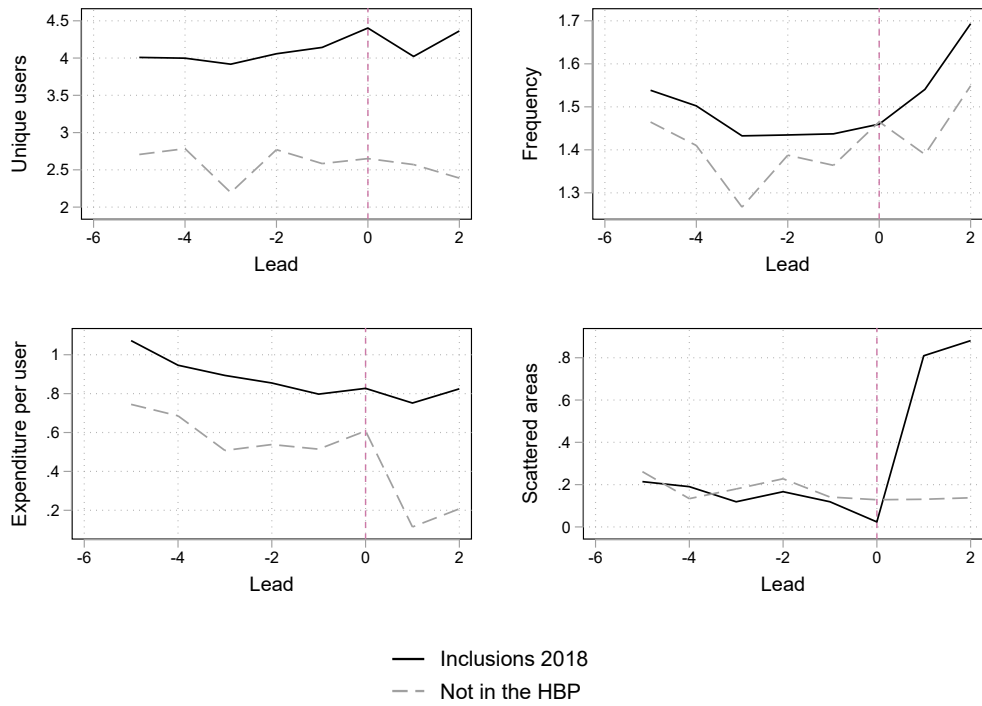 Unique users
4.5
4
3.5
3
2.5
2
-6 -4 -2 0 2
Lead
Frequency
1.7
1.6
1.5
1.4
1.3
-6 -4 -2 0 2
Lead
Expenditure per user
1
.8
.6
.4
.2
-6 -4 -2 0 2
Lead
Scattered areas
.8
.6
.4
.2
0
-6 -4 -2 0 2
Lead
Inclusions 2018
Not in the HBP